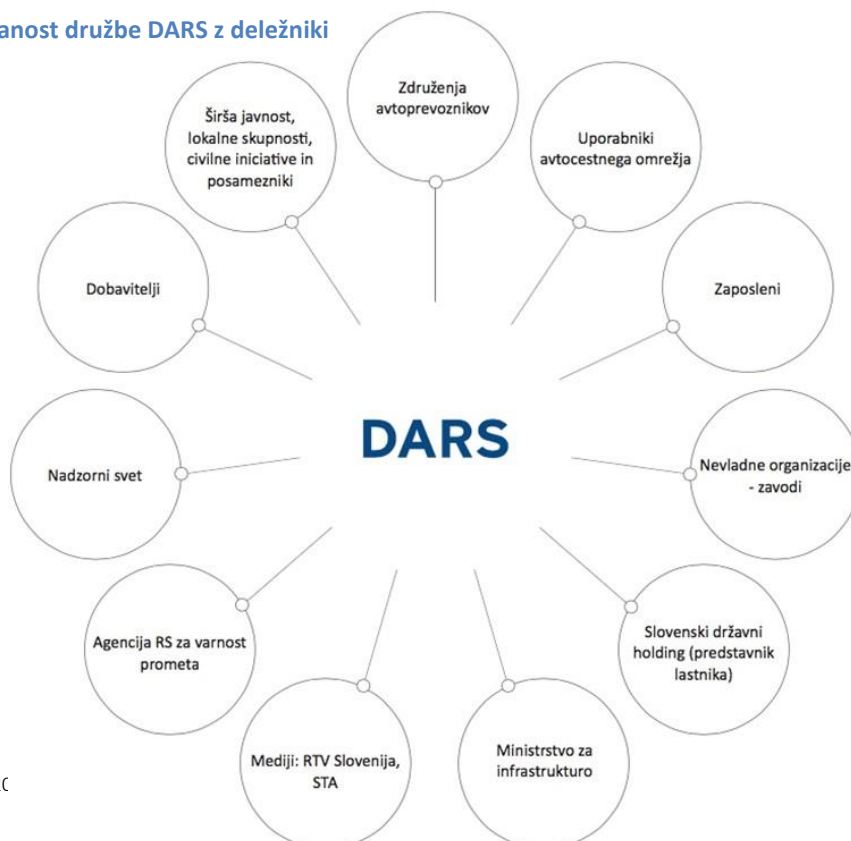 anost družbe DARS z deležniki
Združenja
avtoprevoznikov
Širša javnost,
lokalne skupnosti,
civilne iniciative in
posamezniki
Uporabniki
avtocestnega omrežja
Dobavitelji
Zaposleni
DARS
Nadzorni svet
Nevladne organizacije
- zavodi
Agencija RS za varnost
prometa
Slovenski državni
holding (predstavnik
lastnika)
Mediji: RTV Slovenija,
STA
Ministrstvo za
infrastrukturo